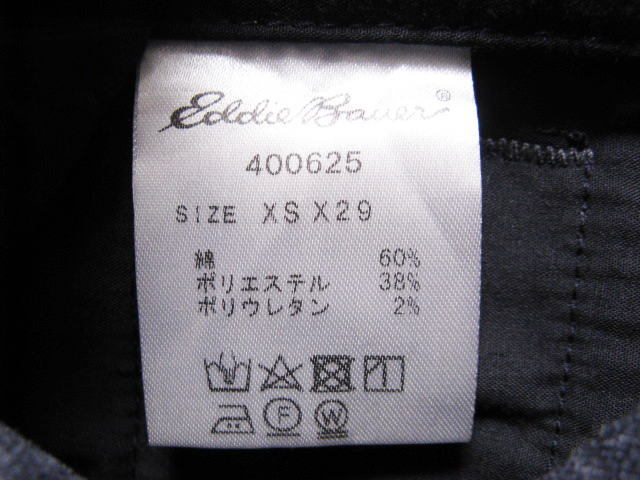 Eddie Bauer®
400625
SIZE XS X29
綿 60%
ポリエステル 38%
ポリウレタン 2%
F W